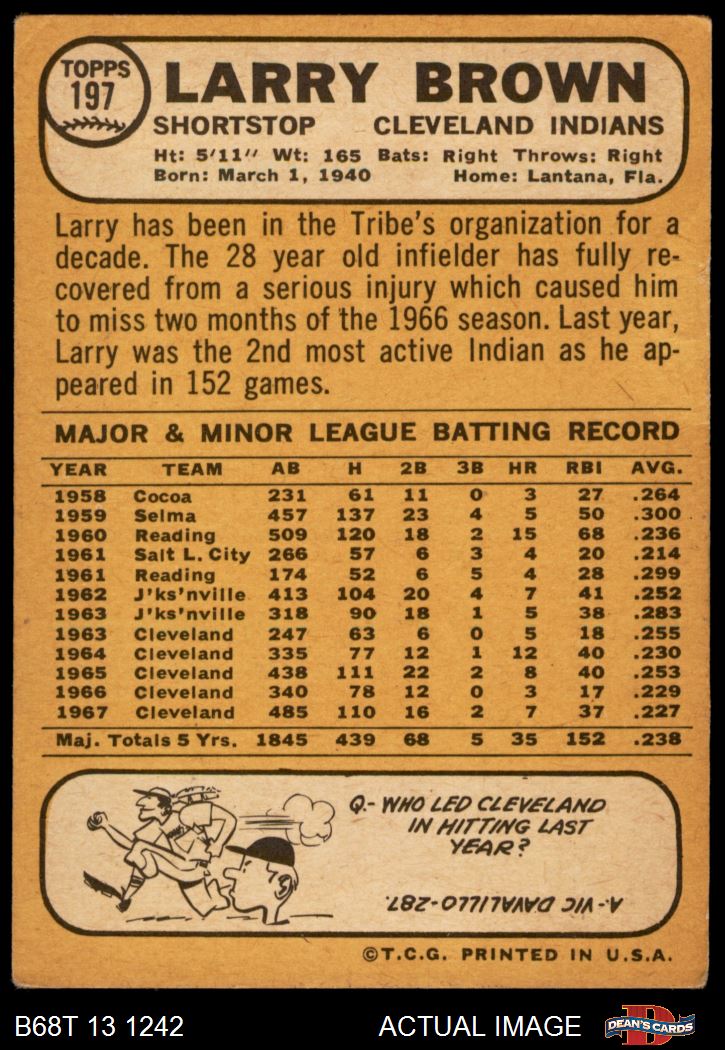 TOPPS
197
LARRY BROWN
SHORTSTOP CLEVELAND INDIANS
Ht: 5'11" Wt: 165 Bats: Right Throws: Right
Born: March 1, 1940 Home: Lantana, Fla.
Larry has been in the Tribe's organization for a
decade. The 28 year old infielder has fully re-
covered from a serious injury which caused him
to miss two months of the 1966 season. Last year,
Larry was the 2nd most active Indian as he ap-
peared in 152 games.
MAJOR & MINOR LEAGUE BATTING RECORD
YEAR TEAM AB H 2B 3B HR RBI AVG.
1958 Cocoa 231 61 11 0 3 27 .264
1959 Selma 457 137 23 4 5 50 .300
1960 Reading 509 120 18 2 15 68 .236
1961 Salt L. City 266 57 6 3 4 20 .214
1961 Reading 174 52 6 5 4 28 .299
1962 J'ks'nville 413 104 20 4 7 41 .252
1963 J'ks'nville 318 90 18 1 5 38 .283
1963 Cleveland 247 63 6 0 5 18 .255
1964 Cleveland 335 77 12 1 12 40 .230
1965 Cleveland 438 111 22 2 8 40 .253
1966 Cleveland 340 78 12 0 3 17 .229
1967 Cleveland 485 110 16 2 7 37 .227
Maj. Totals 5 Yrs. 1845 439 68 5 35 152 .238
Q.- WHO LED CLEVELAND
IN HITTING LAST
YEAR?
A.- VIC DAVALILLO-.287.
©T.C.G. PRINTED IN U.S.A.
B68T 13 1242 ACTUAL IMAGE
DEAN'S CARDS